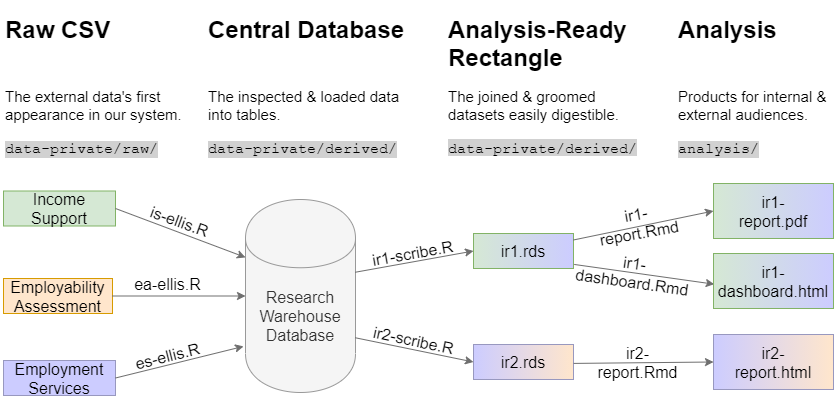 Raw CSV
Central Database
Analysis-Ready
Rectangle
Analysis
The external data's first
appearance in our system.
The inspected & loaded data
into tables.
The joined & groomed
datasets easily digestible.
Products for internal &
external audiences.
data-private/raw/
data-private/derived/
data-private/derived/
analysis/
Income
Support
is-ellis.R
Employability
Assessment
ea-ellis.R
Employment
Services
es-ellis.R
Research
Warehouse
Database
ir1-scribe.R
ir2-scribe.R
ir1.rds
ir2.rds
ir1-
report.Rmd
ir1-
dashboard.Rmd
ir2-
report.Rmd
ir1-
report.pdf
ir1-
dashboard.html
ir2-
report.html